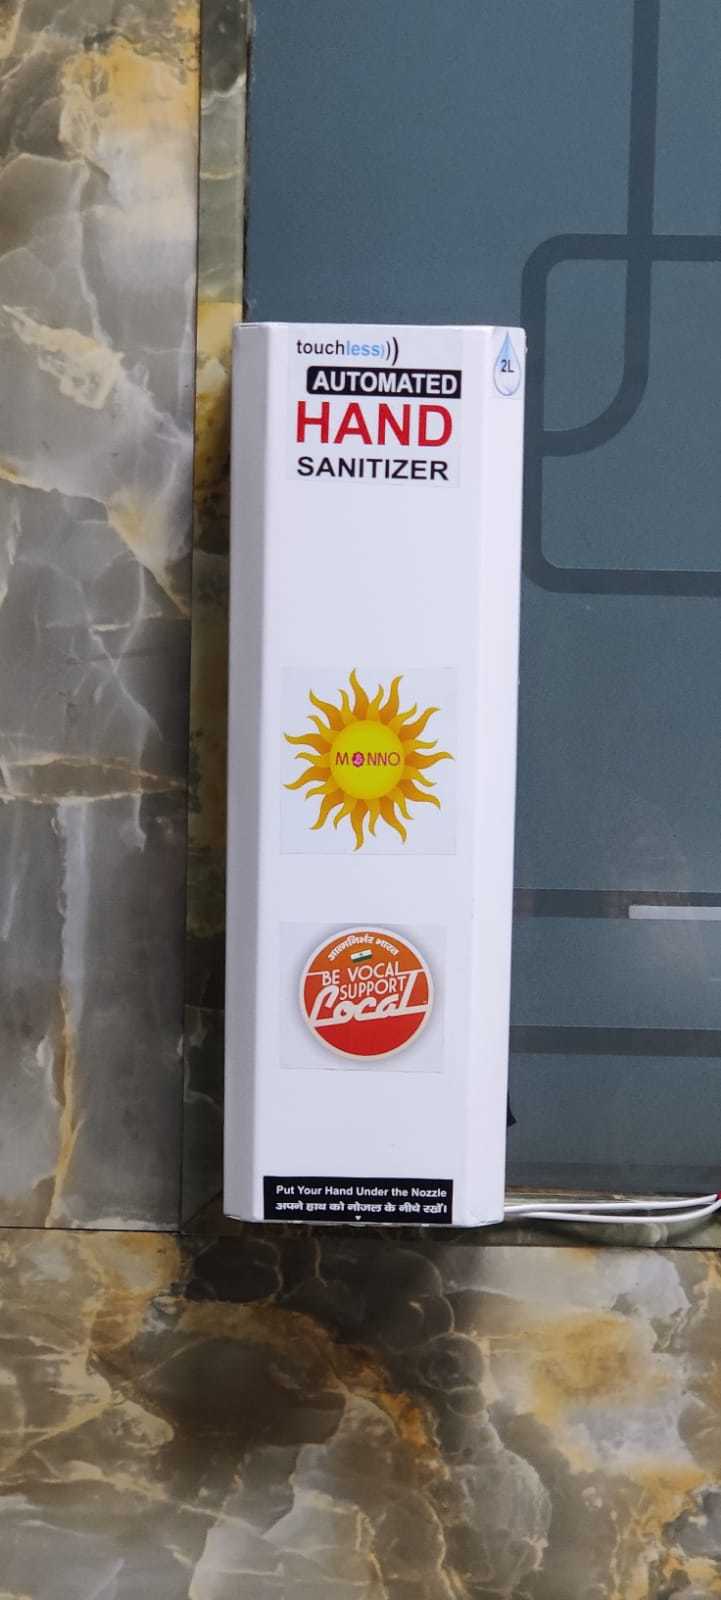 touchless)))
2L
AUTOMATED
HAND
SANITIZER
MONNO
आत्मनिर्भर भारत
BE VOCAL
SUPPORT
Local
Put Your Hand Under the Nozzle
अपने हाथ को नोजल के नीचे रखें।